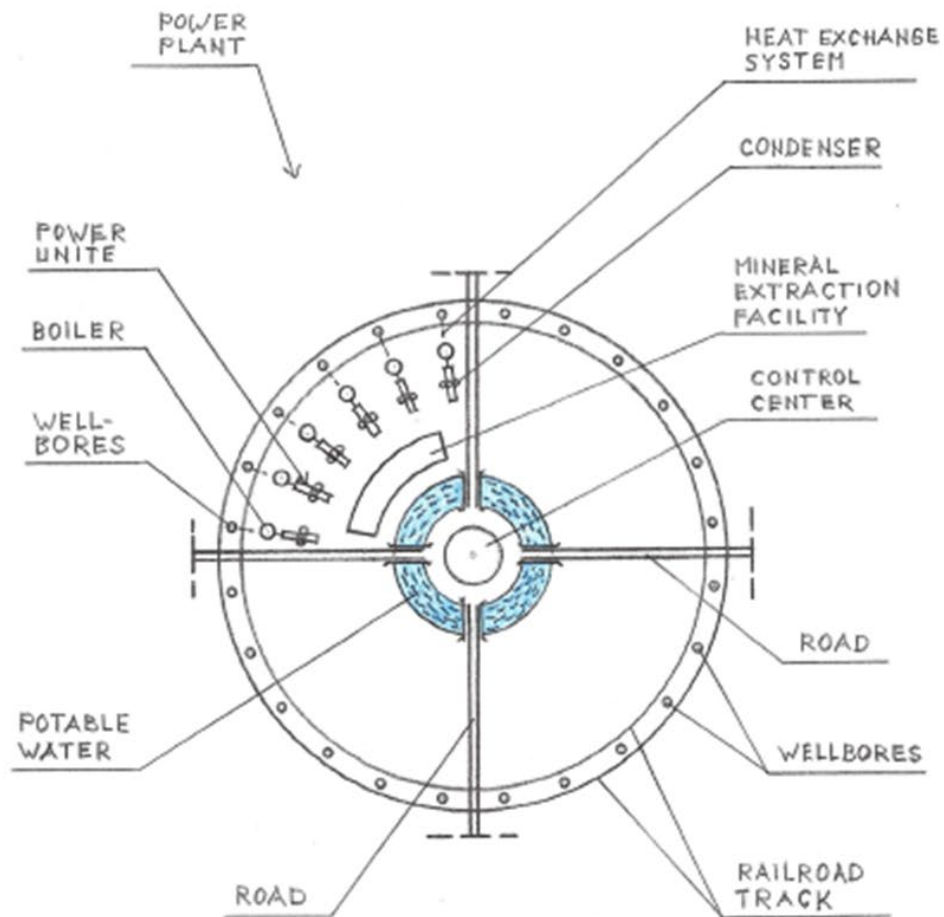 POWER
PLANT
HEAT EXCHANGE
SYSTEM
CONDENSER
POWER
UNITE
MINERAL
EXTRACTION
FACILITY
BOILER
CONTROL
CENTER
WELL-
BORES
ROAD
POTABLE
WATER
WELLBORES
ROAD
RAILROAD
TRACK